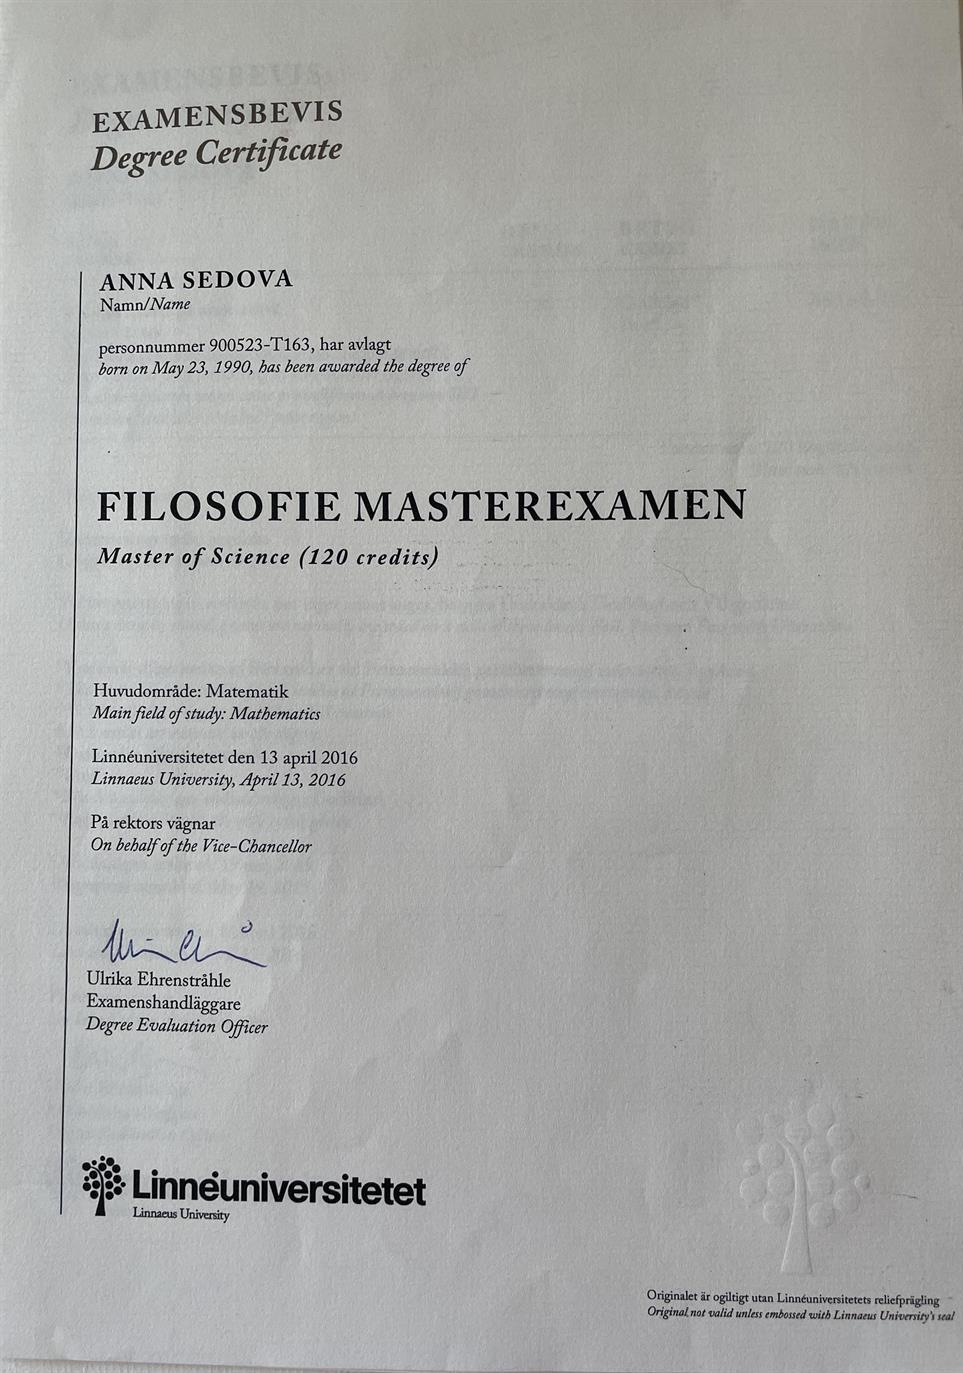 EXAMENSBEVIS
Degree Certificate
ANNA SEDOVA
Namn/Name
personnummer 900523-T163, har avlagt
born on May 23, 1990, has been awarded the degree of
FILOSOFIE MASTEREXAMEN
Master of Science (120 credits)
Huvudområde: Matematik
Main field of study: Mathematics
Linnéuniversitetet den 13 april 2016
Linnaeus University, April 13, 2016
På rektors vägnar
On behalf of the Vice-Chancellor
Ulrika Ehrenstråhle
Examenshandläggare
Degree Evaluation Officer
Linnéuniversitetet
Linnaeus University
Originalet är ogiltigt utan Linnéuniversitetets reliefprägling
Original not valid unless embossed with Linnaeus University's seal